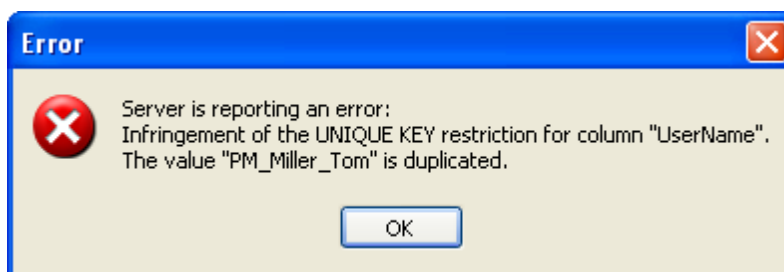 Error
Server is reporting an error:
Infringement of the UNIQUE KEY restriction for column "UserName".
The value "PM_Miller_Tom" is duplicated.
OK